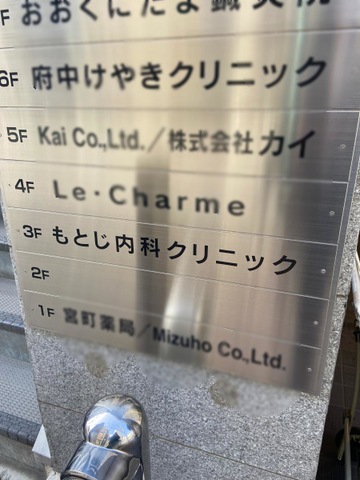 F おおくにたま鍼灸院
6F 府中けやきクリニック
5F Kai Co.,Ltd.／株式会社カイ
4F Le・Charme
3F もとじ内科クリニック
2F
1F 宮町薬局／Mizuho Co.,Ltd.